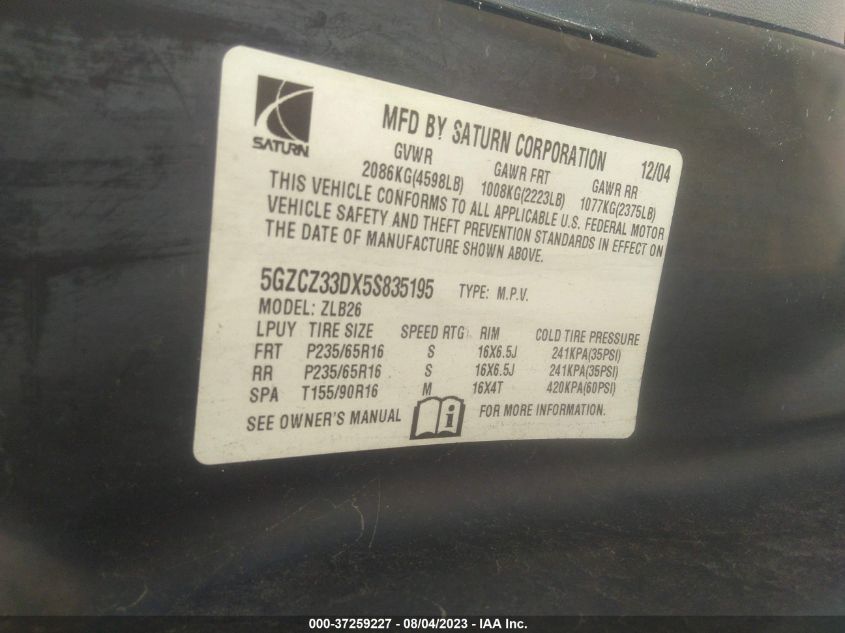 SATURN
MFD BY SATURN CORPORATION 12/04
GVWR GAWR FRT GAWR RR
2086KG(4598LB) 1008KG(2223LB) 1077KG(2375LB)
THIS VEHICLE CONFORMS TO ALL APPLICABLE U.S. FEDERAL MOTOR
VEHICLE SAFETY AND THEFT PREVENTION STANDARDS IN EFFECT ON
THE DATE OF MANUFACTURE SHOWN ABOVE.
5GZCZ33DX5S835195 TYPE: M.P.V.
MODEL: ZLB26
LPUY TIRE SIZE SPEED RTG RIM COLD TIRE PRESSURE
FRT P235/65R16 S 16X6.5J 241KPA(35PSI)
RR P235/65R16 S 16X6.5J 241KPA(35PSI)
SPA T155/90R16 M 16X4T 420KPA(60PSI)
SEE OWNER'S MANUAL i FOR MORE INFORMATION.
000-37259227 - 08/04/2023 - IAA Inc.